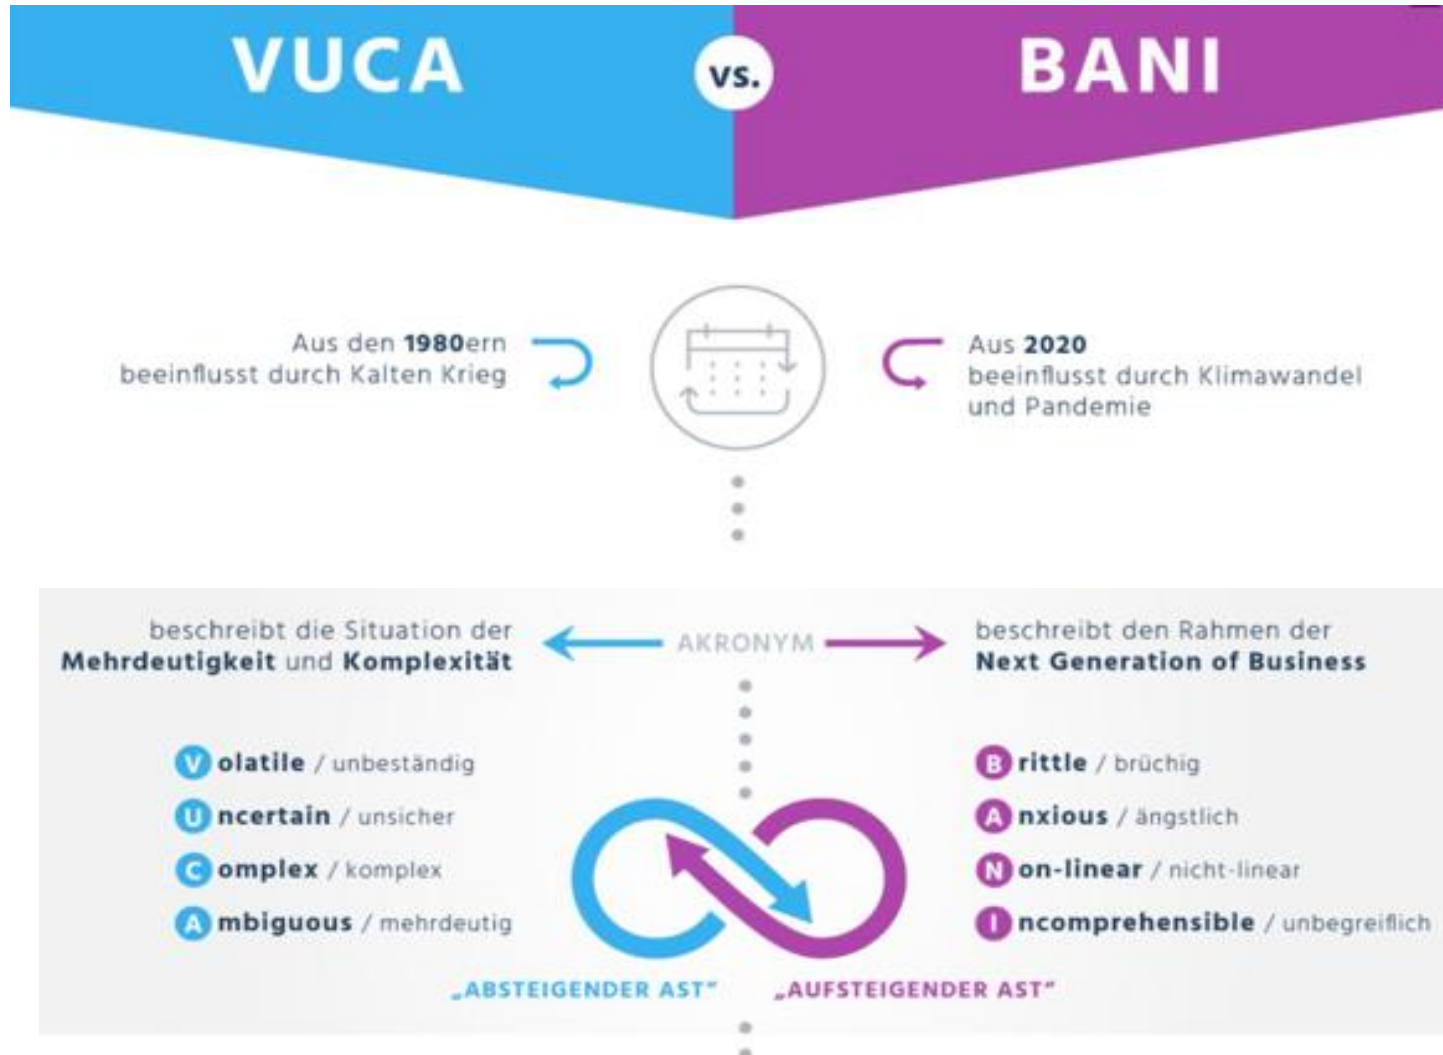 VUCA vs. BANI
Aus den 1980ern
beeinflusst durch Kalten Krieg
Aus 2020
beeinflusst durch Klimawandel
und Pandemie
beschreibt die Situation der
Mehrdeutigkeit und Komplexität
AKRONYM
beschreibt den Rahmen der
Next Generation of Business
Volatile / unbeständig
Uncertain / unsicher
Complex / komplex
Ambiguous / mehrdeutig
Brittle / brüchig
Anxious / ängstlich
Non-linear / nicht-linear
Incomprehensible / unbegreiflich
„ABSTEIGENDER AST“
„AUFSTEIGENDER AST“